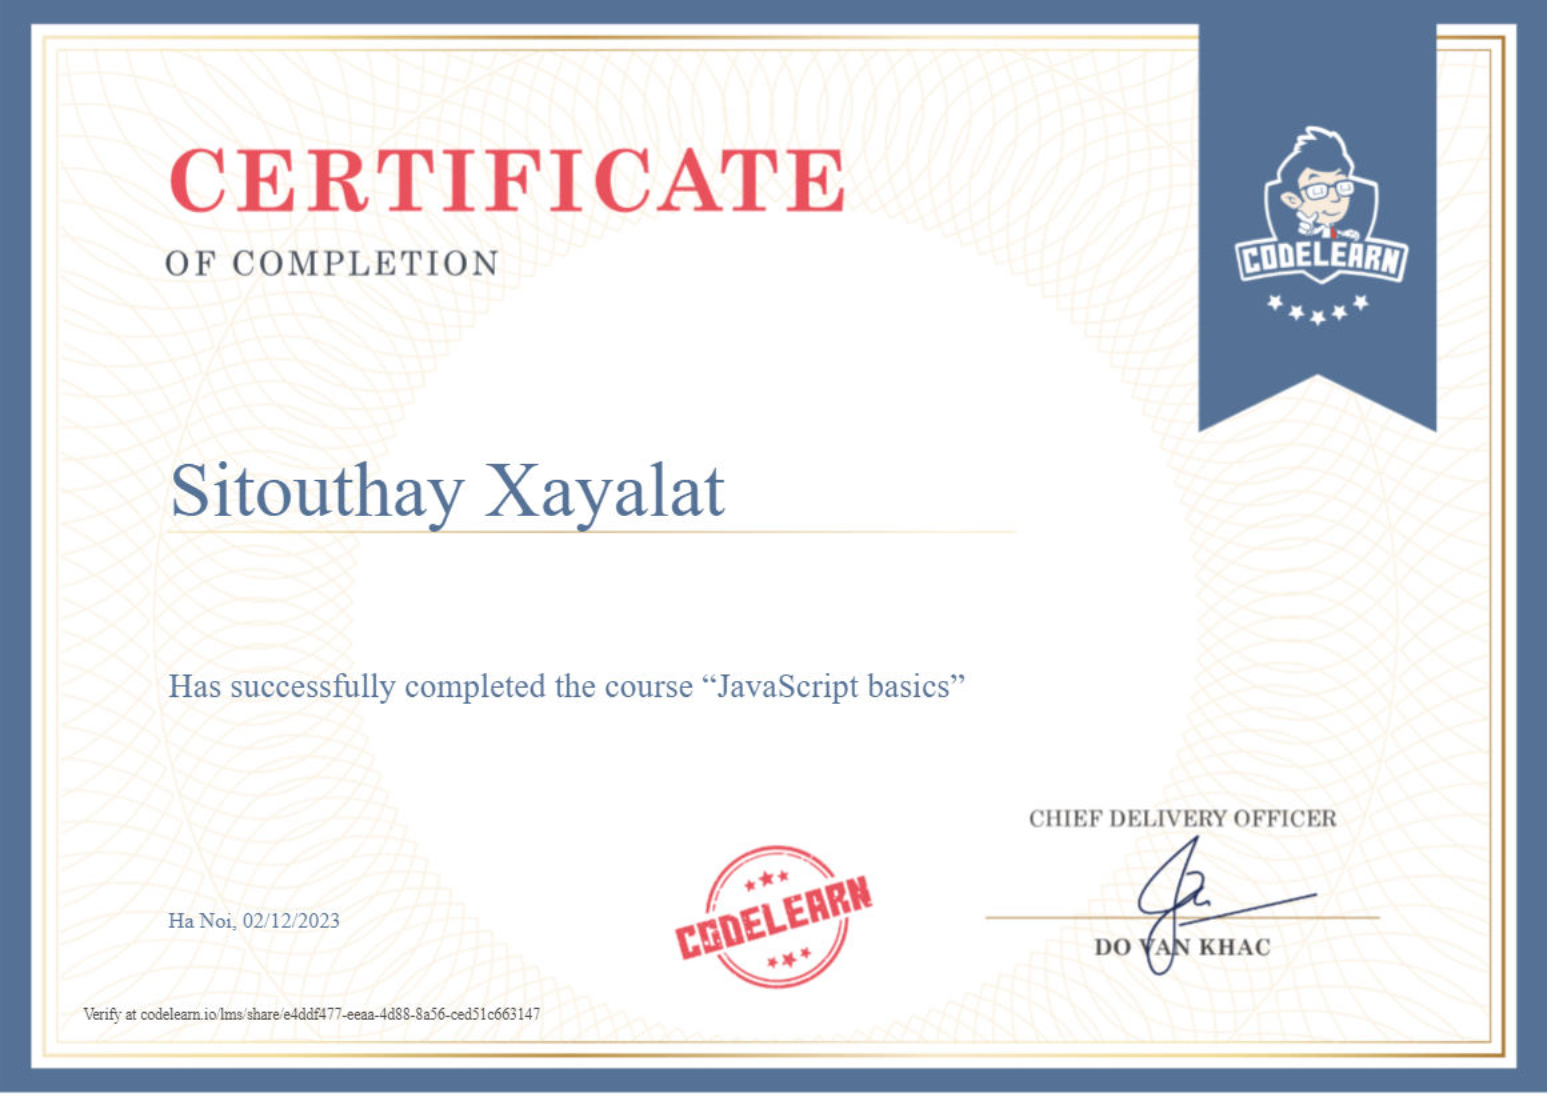 CERTIFICATE
OF COMPLETION
CODELEARN
Sitouthay Xayalat
Has successfully completed the course “JavaScript basics”
CHIEF DELIVERY OFFICER
CODELEARN
Ha Noi, 02/12/2023
DO VAN KHAC
Verify at codelearn.io/lms/share/e4ddf477-eeaa-4d88-8a56-ced51c663147